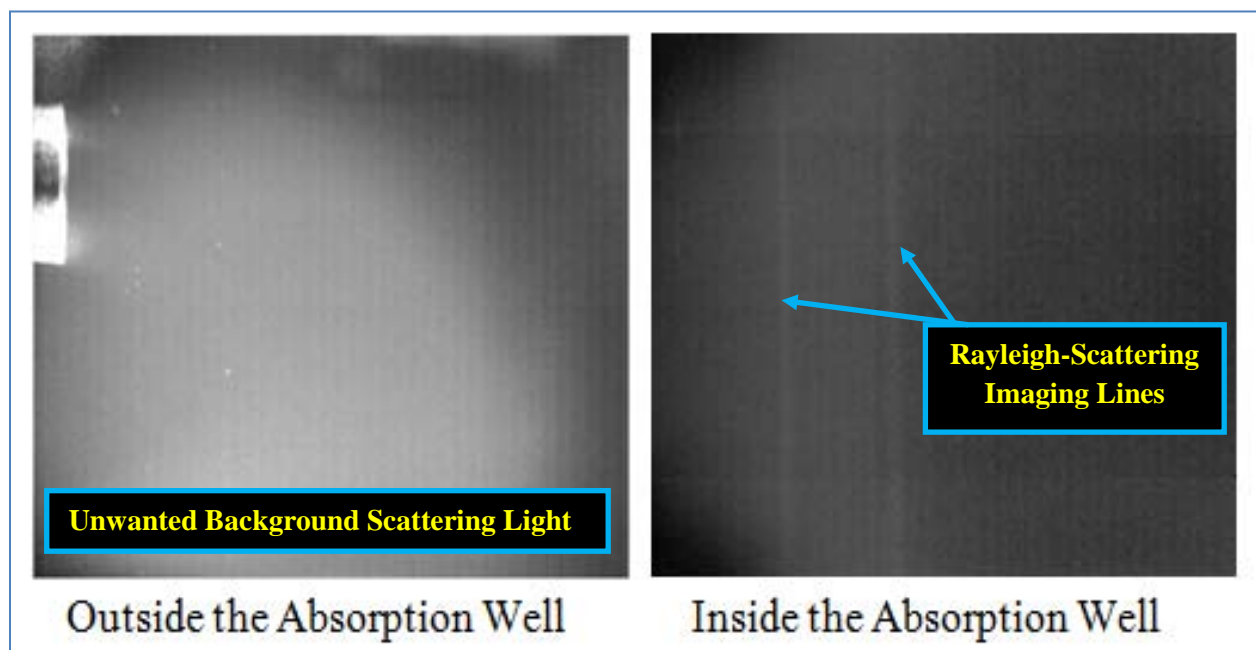 Unwanted Background Scattering Light
Rayleigh-Scattering
Imaging Lines
Outside the Absorption Well
Inside the Absorption Well